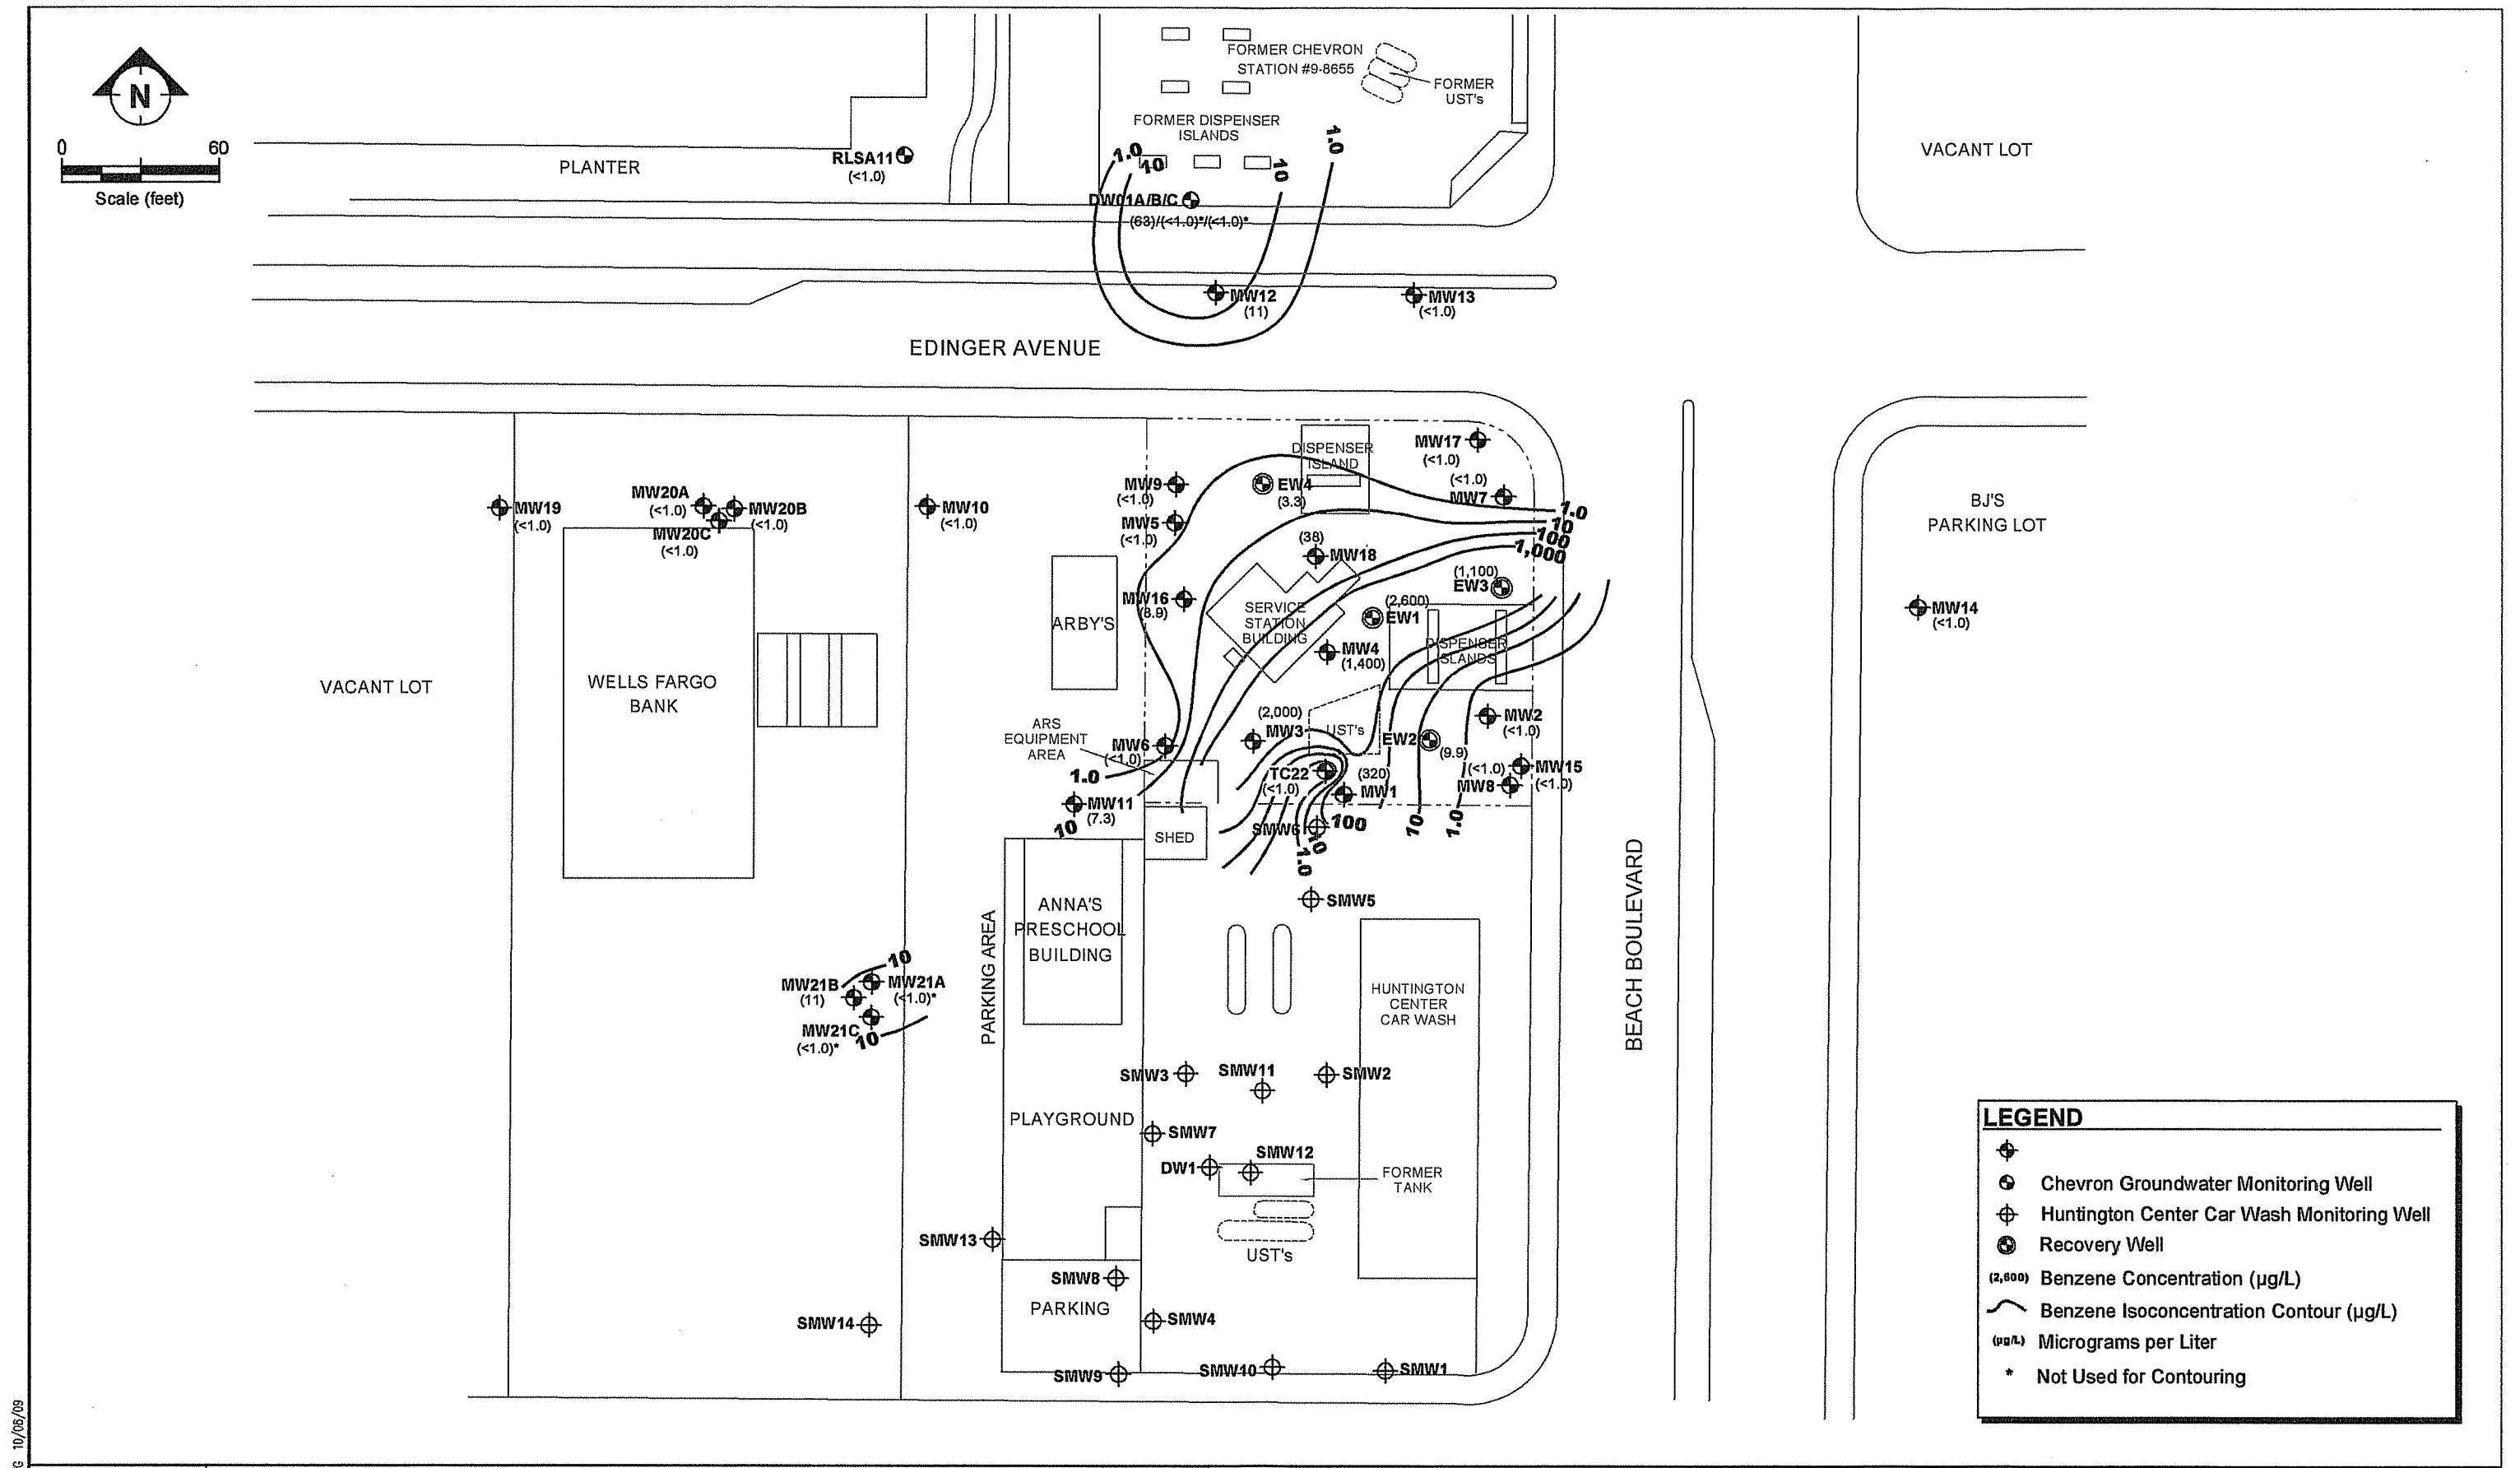 FORMER CHEVRON
STATION #9-8655
FORMER
UST's
N
0 60
Scale (feet)
FORMER DISPENSER
ISLANDS
PLANTER
RLSA11
(<1.0)
1.0
10
10
1.0
VACANT LOT
DW01A/B/C
(63)/(<1.0)*/(<1.0)*
MW12
(11)
MW13
(<1.0)
EDINGER AVENUE
DISPENSER
ISLAND
MW17
(<1.0)
MW19
(<1.0)
MW20A
(<1.0)
MW20B
(<1.0)
MW20C
(<1.0)
MW10
(<1.0)
MW9
(<1.0)
MW5
(<1.0)
EW4
(3.3)
(<1.0)
MW7
1.0
10
100
1,000
BJ'S
PARKING LOT
(38)
MW18
(1,100)
EW3
MW16
(8.9)
ARBY'S
SERVICE
STATION
BUILDING
(2,600)
EW1
MW4
(1,400)
DISPENSER
ISLANDS
MW14
(<1.0)
VACANT LOT
WELLS FARGO
BANK
ARS
EQUIPMENT
AREA
MW6
(<1.0)
(2,000)
MW3
UST's
EW2
(9.9)
MW2
(<1.0)
(<1.0)
MW15
(<1.0)
MW8
1.0
TC22
(<1.0)
(320)
MW1
MW11
(7.3)
10
SHED
SMW6
100
10
1.0
10
1.0
SMW5
ANNA'S
PRESCHOOL
BUILDING
PARKING AREA
BEACH BOULEVARD
10
MW21B
(11)
MW21A
(<1.0)*
MW21C
(<1.0)*
10
HUNTINGTON
CENTER
CAR WASH
SMW3
SMW11
SMW2
PLAYGROUND
SMW7
DW1
SMW12
FORMER
TANK
UST's
SMW13
SMW8
PARKING
SMW14
SMW4
SMW9
SMW10
SMW1
LEGEND
Chevron Groundwater Monitoring Well
Huntington Center Car Wash Monitoring Well
Recovery Well
(2,600) Benzene Concentration (µg/L)
Benzene Isoconcentration Contour (µg/L)
(µg/L) Micrograms per Liter
* Not Used for Contouring
10/06/09